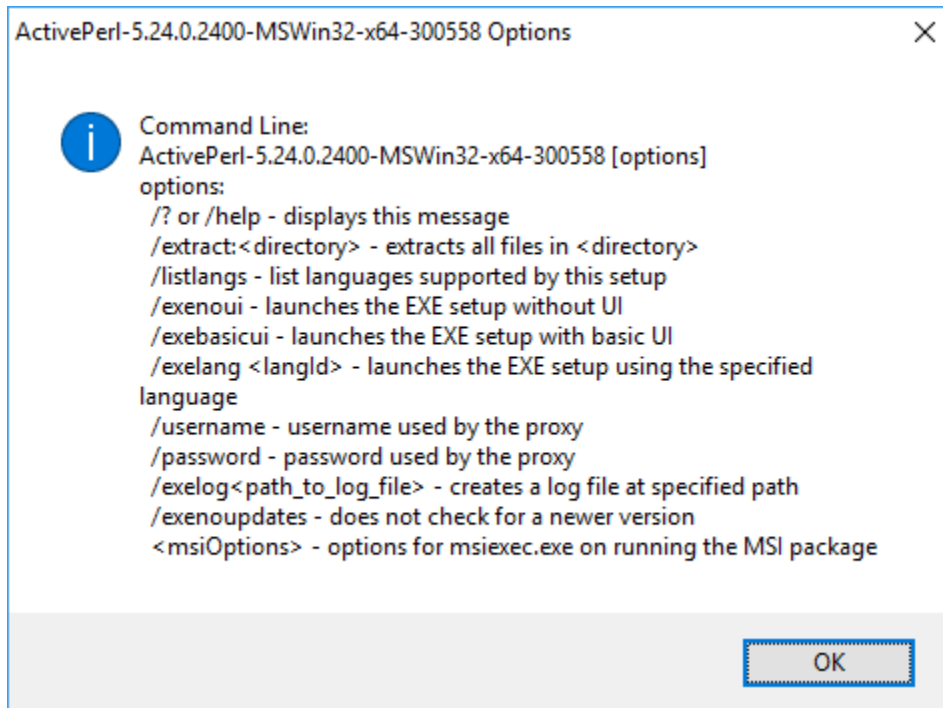 ActivePerl-5.24.0.2400-MSWin32-x64-300558 Options
Command Line:
ActivePerl-5.24.0.2400-MSWin32-x64-300558 [options]
options:
/? or /help - displays this message
/extract:<directory> - extracts all files in <directory>
/listlangs - list languages supported by this setup
/exenoui - launches the EXE setup without UI
/exebasicui - launches the EXE setup with basic UI
/exelang <langId> - launches the EXE setup using the specified
language
/username - username used by the proxy
/password - password used by the proxy
/exelog<path_to_log_file> - creates a log file at specified path
/exenoupdates - does not check for a newer version
<msiOptions> - options for msiexec.exe on running the MSI package
OK